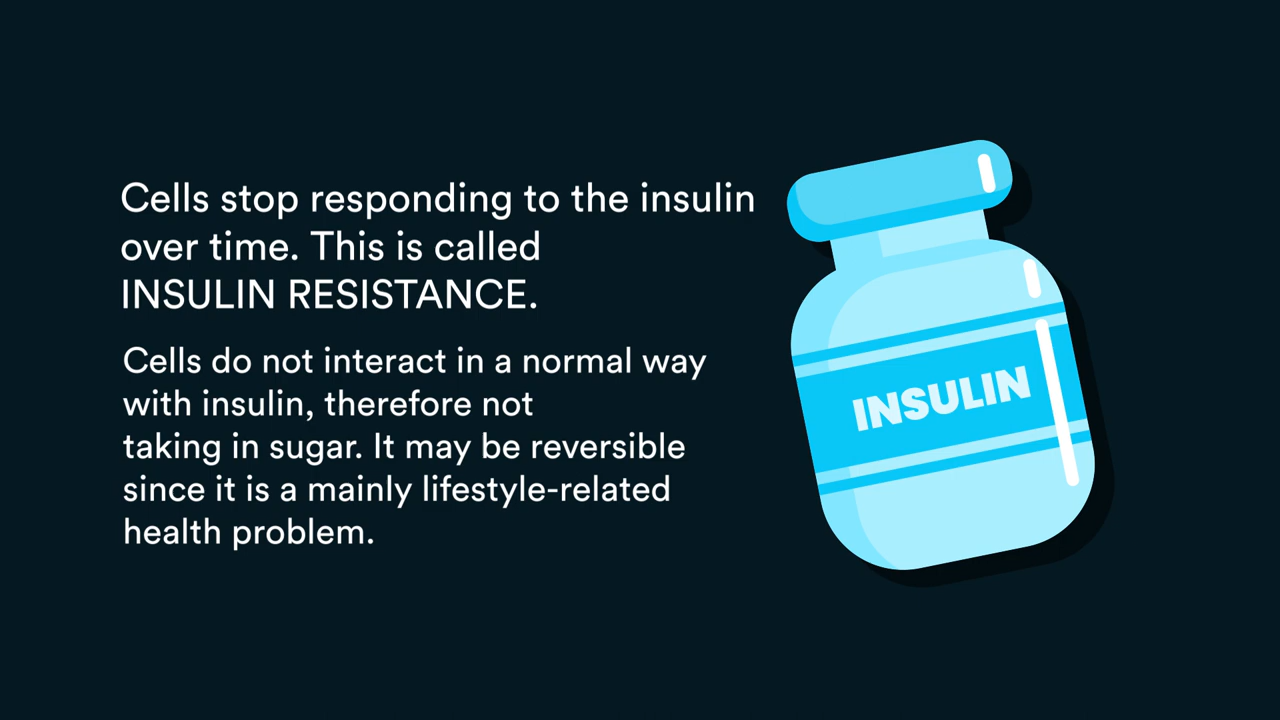 Cells stop responding to the insulin
over time. This is called
INSULIN RESISTANCE.
Cells do not interact in a normal way
with insulin, therefore not
taking in sugar. It may be reversible
since it is a mainly lifestyle-related
health problem.
INSULIN